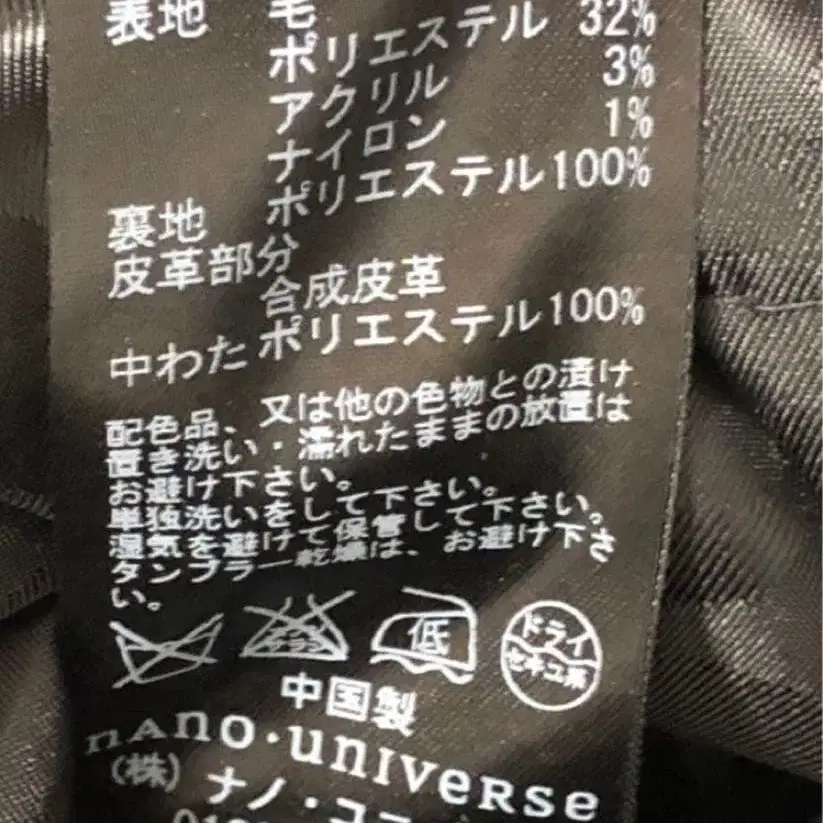 表地 毛
ポリエステル 32%
アクリル 3%
ナイロン 1%
裏地 ポリエステル100%
皮革部分
合成皮革
中わた ポリエステル100%
配色品、又は他の色物との漬け
置き洗い・濡れたままの放置は
お避け下さい。
単独洗いをして下さい。
湿気を避けて保管して下さい。
タンブラー乾燥は、お避け下さ
い。
エンソ
サラシ
低
ドライ
セキユ系
中国製
nano・universe
(株)ナノ・ユニ